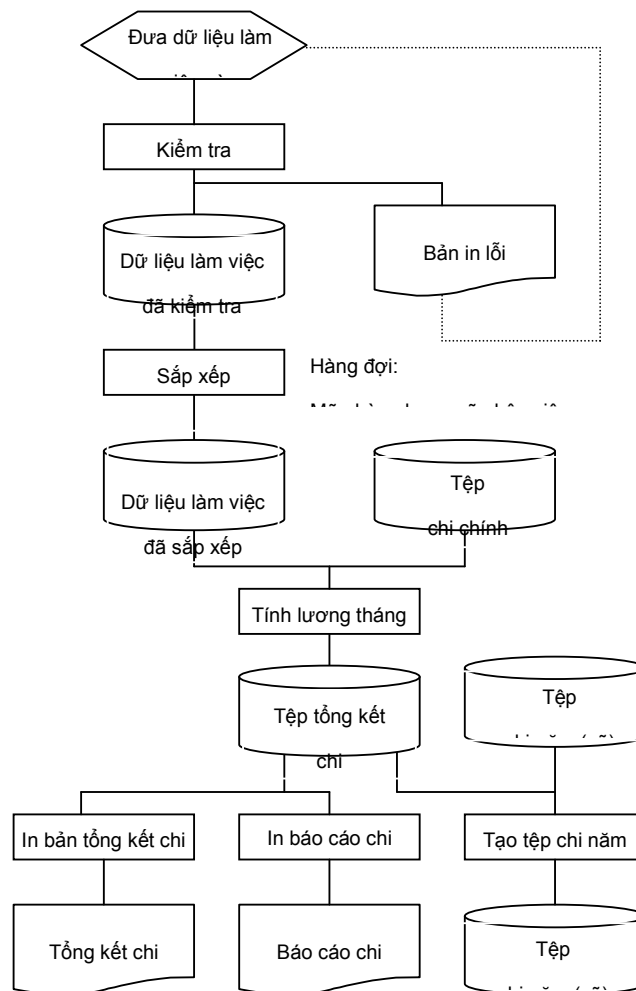 Đưa dữ liệu làm
Kiểm tra
Dữ liệu làm việc
đã kiểm tra
Bản in lỗi
Sắp xếp
Hàng đợi:
Dữ liệu làm việc
đã sắp xếp
Tệp
chi chính
Tính lương tháng
Tệp tổng kết
chi
Tệp
In bản tổng kết chi
In báo cáo chi
Tạo tệp chi năm
Tổng kết chi
Báo cáo chi
Tệp